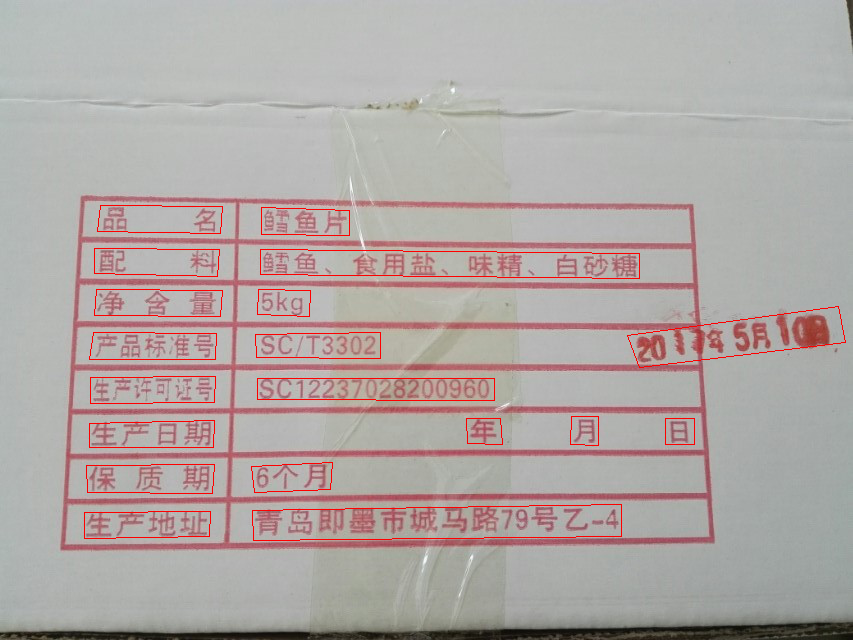 品 名 鳕鱼片
配 料 鳕鱼、食用盐、味精、白砂糖
净含量 5kg
产品标准号 SC/T3302
2017年5月10日
生产许可证号 SC12237028200960
生产日期 年 月 日
保质期 6个月
生产地址 青岛即墨市城马路79号乙-4